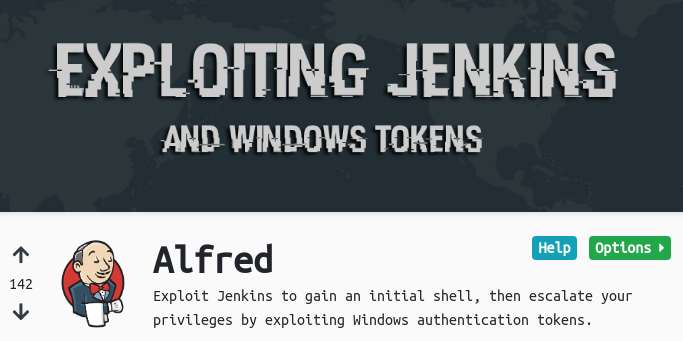 EXPLOITING JENKINS
AND WINDOWS TOKENS
Alfred
Help
Options
142
Exploit Jenkins to gain an initial shell, then escalate your
privileges by exploiting Windows authentication tokens.